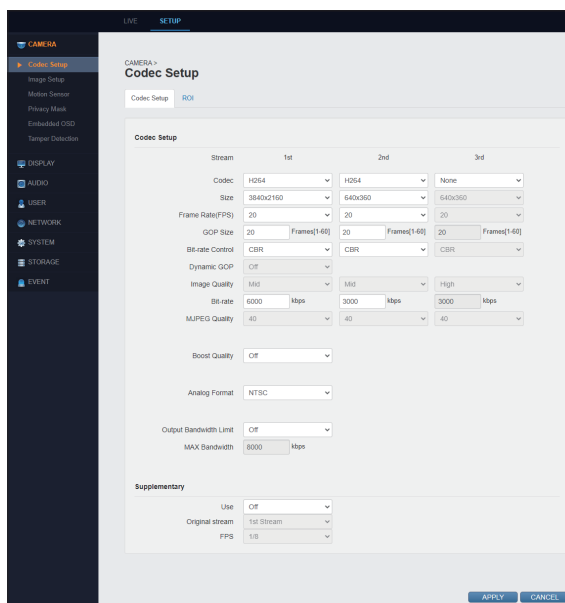 LIVE SETUP
CAMERA
Codec Setup
Image Setup
Motion Sensor
Privacy Mask
Embedded OSD
Tamper Detection
DISPLAY
AUDIO
USER
NETWORK
SYSTEM
STORAGE
EVENT
CAMERA >
Codec Setup
Codec Setup ROI
Codec Setup
Stream 1st 2nd 3rd
Codec H264 H264 None
Size 3840x2160 640x360 640x360
Frame Rate(FPS) 20 20 20
GOP Size 20 Frames[1-60] 20 Frames[1-60] 20 Frames[1-60]
Bit-rate Control CBR CBR CBR
Dynamic GOP Off
Image Quality Mid Mid High
Bit-rate 6000 kbps 3000 kbps 3000 kbps
MJPEG Quality 40 40 40
Boost Quality Off
Analog Format NTSC
Output Bandwidth Limit Off
MAX Bandwidth 8000 kbps
Supplementary
Use Off
Original stream 1st Stream
FPS 1/8
APPLY CANCEL